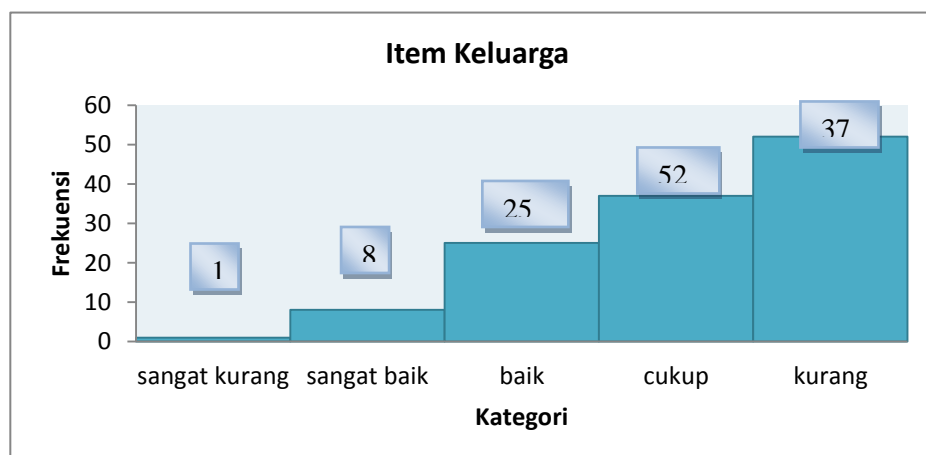 Item Keluarga
60
50
40
30
20
10
0
Frekuensi
1
8
25
52
37
sangat kurang
sangat baik
baik
cukup
kurang
Kategori